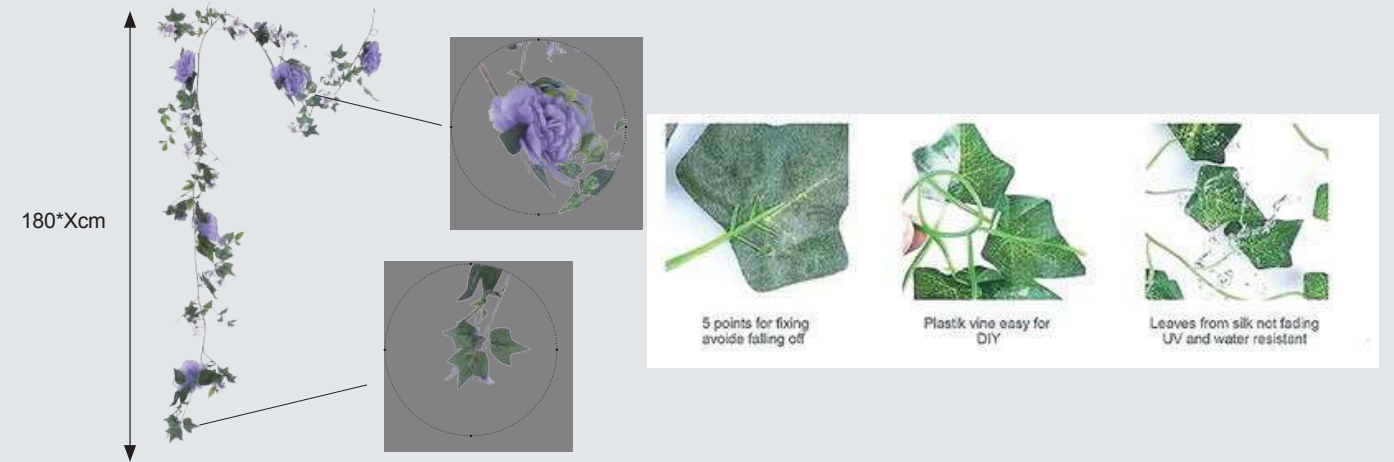 180*Xcm
5 points for fixing
avoide falling off
Plastik vine easy for
DIY
Leaves from silk not fading
UV and water resistant